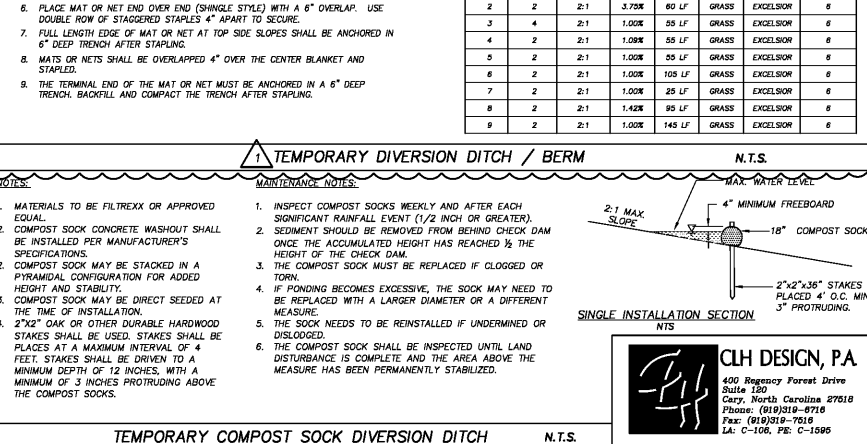 6. PLACE MAT OR NET END OVER END (SHINGLE STYLE) WITH A 6" OVERLAP. USE
DOUBLE ROW OF STAGGERED STAPLES 4" APART TO SECURE.
7. FULL LENGTH EDGE OF MAT OR NET AT TOP SIDE SLOPES SHALL BE ANCHORED IN
6" DEEP TRENCH AFTER STAPLING.
8. MATS OR NETS SHALL BE OVERLAPPED 4" OVER THE CENTER BLANKET AND
STAPLED.
9. THE TERMINAL END OF THE MAT OR NET MUST BE ANCHORED IN A 6" DEEP
TRENCH. BACKFILL AND COMPACT THE TRENCH AFTER STAPLING.
2 2 2:1 3.75% 60 LF GRASS EXCELSIOR 6
3 4 2:1 1.00% 55 LF GRASS EXCELSIOR 6
4 2 2:1 1.09% 55 LF GRASS EXCELSIOR 6
5 2 2:1 1.00% 55 LF GRASS EXCELSIOR 6
6 2 2:1 1.00% 105 LF GRASS EXCELSIOR 6
7 2 2:1 1.00% 25 LF GRASS EXCELSIOR 6
8 2 2:1 1.42% 95 LF GRASS EXCELSIOR 6
9 2 2:1 1.00% 145 LF GRASS EXCELSIOR 6
1 TEMPORARY DIVERSION DITCH / BERM N.T.S.
NOTES:
. MATERIALS TO BE FILTREXX OR APPROVED
EQUAL.
2. COMPOST SOCK CONCRETE WASHOUT SHALL
BE INSTALLED PER MANUFACTURER'S
SPECIFICATIONS.
2. COMPOST SOCK MAY BE STACKED IN A
PYRAMIDAL CONFIGURATION FOR ADDED
HEIGHT AND STABILITY.
3. COMPOST SOCK MAY BE DIRECT SEEDED AT
THE TIME OF INSTALLATION.
4. 2"X2" OAK OR OTHER DURABLE HARDWOOD
STAKES SHALL BE USED. STAKES SHALL BE
PLACES AT A MAXIMUM INTERVAL OF 4
FEET. STAKES SHALL BE DRIVEN TO A
MINIMUM DEPTH OF 12 INCHES, WITH A
MINIMUM OF 3 INCHES PROTRUDING ABOVE
THE COMPOST SOCKS.
MAINTENANCE NOTES:
1. INSPECT COMPOST SOCKS WEEKLY AND AFTER EACH
SIGNIFICANT RAINFALL EVENT (1/2 INCH OR GREATER).
2. SEDIMENT SHOULD BE REMOVED FROM BEHIND CHECK DAM
ONCE THE ACCUMULATED HEIGHT HAS REACHED ½ THE
HEIGHT OF THE CHECK DAM.
3. THE COMPOST SOCK MUST BE REPLACED IF CLOGGED OR
TORN.
4. IF PONDING BECOMES EXCESSIVE, THE SOCK MAY NEED TO
BE REPLACED WITH A LARGER DIAMETER OR A DIFFERENT
MEASURE.
5. THE SOCK NEEDS TO BE REINSTALLED IF UNDERMINED OR
DISLODGED.
6. THE COMPOST SOCK SHALL BE INSPECTED UNTIL LAND
DISTURBANCE IS COMPLETE AND THE AREA ABOVE THE
MEASURE HAS BEEN PERMANENTLY STABILIZED.
MAX. WATER LEVEL
4" MINIMUM FREEBOARD
2:1 MAX.
SLOPE
18" COMPOST SOCK
2"x2"x36" STAKES
PLACED 4' O.C. MIN
3" PROTRUDING.
SINGLE INSTALLATION SECTION
NTS
CLH DESIGN, P.A.
400 Regency Forest Drive
Suite 120
Cary, North Carolina 27518
Phone: (919)319-6716
Fax: (919)319-7516
LA: C-106, PE: C-1595
TEMPORARY COMPOST SOCK DIVERSION DITCH N.T.S.